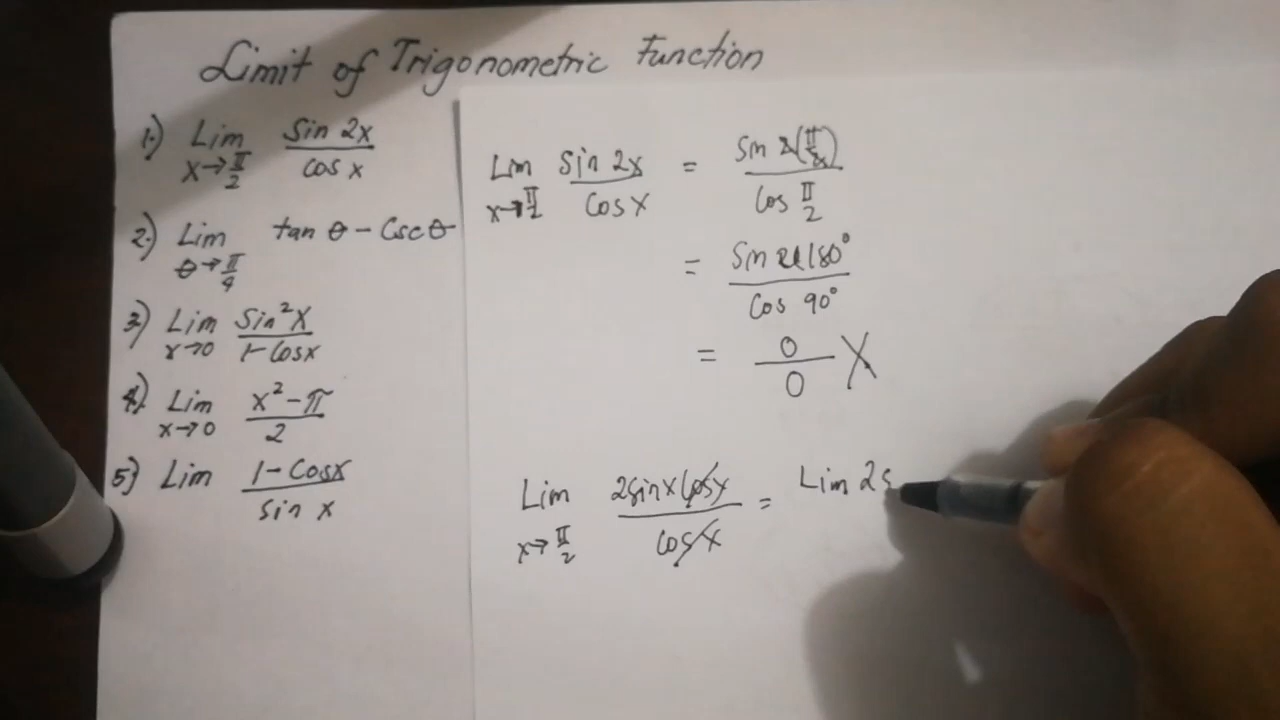 Limit of Trigonometric Function
1.) Lim sin 2x
x→π/2 cos x
2.) Lim tan θ - Csc θ
θ→π/4
3.) Lim Sin²x
x→0 1-Cosx
4.) Lim x²-π
x→0 2
5.) Lim 1-Cosx
sin x
Lim sin 2x = sin 2(π/2)
x→π/2 cos x cos π/2
= sin 180°
cos 90°
= 0
0 X
Lim 2sinx cosx = Lim 2s
x→π/2 cos x